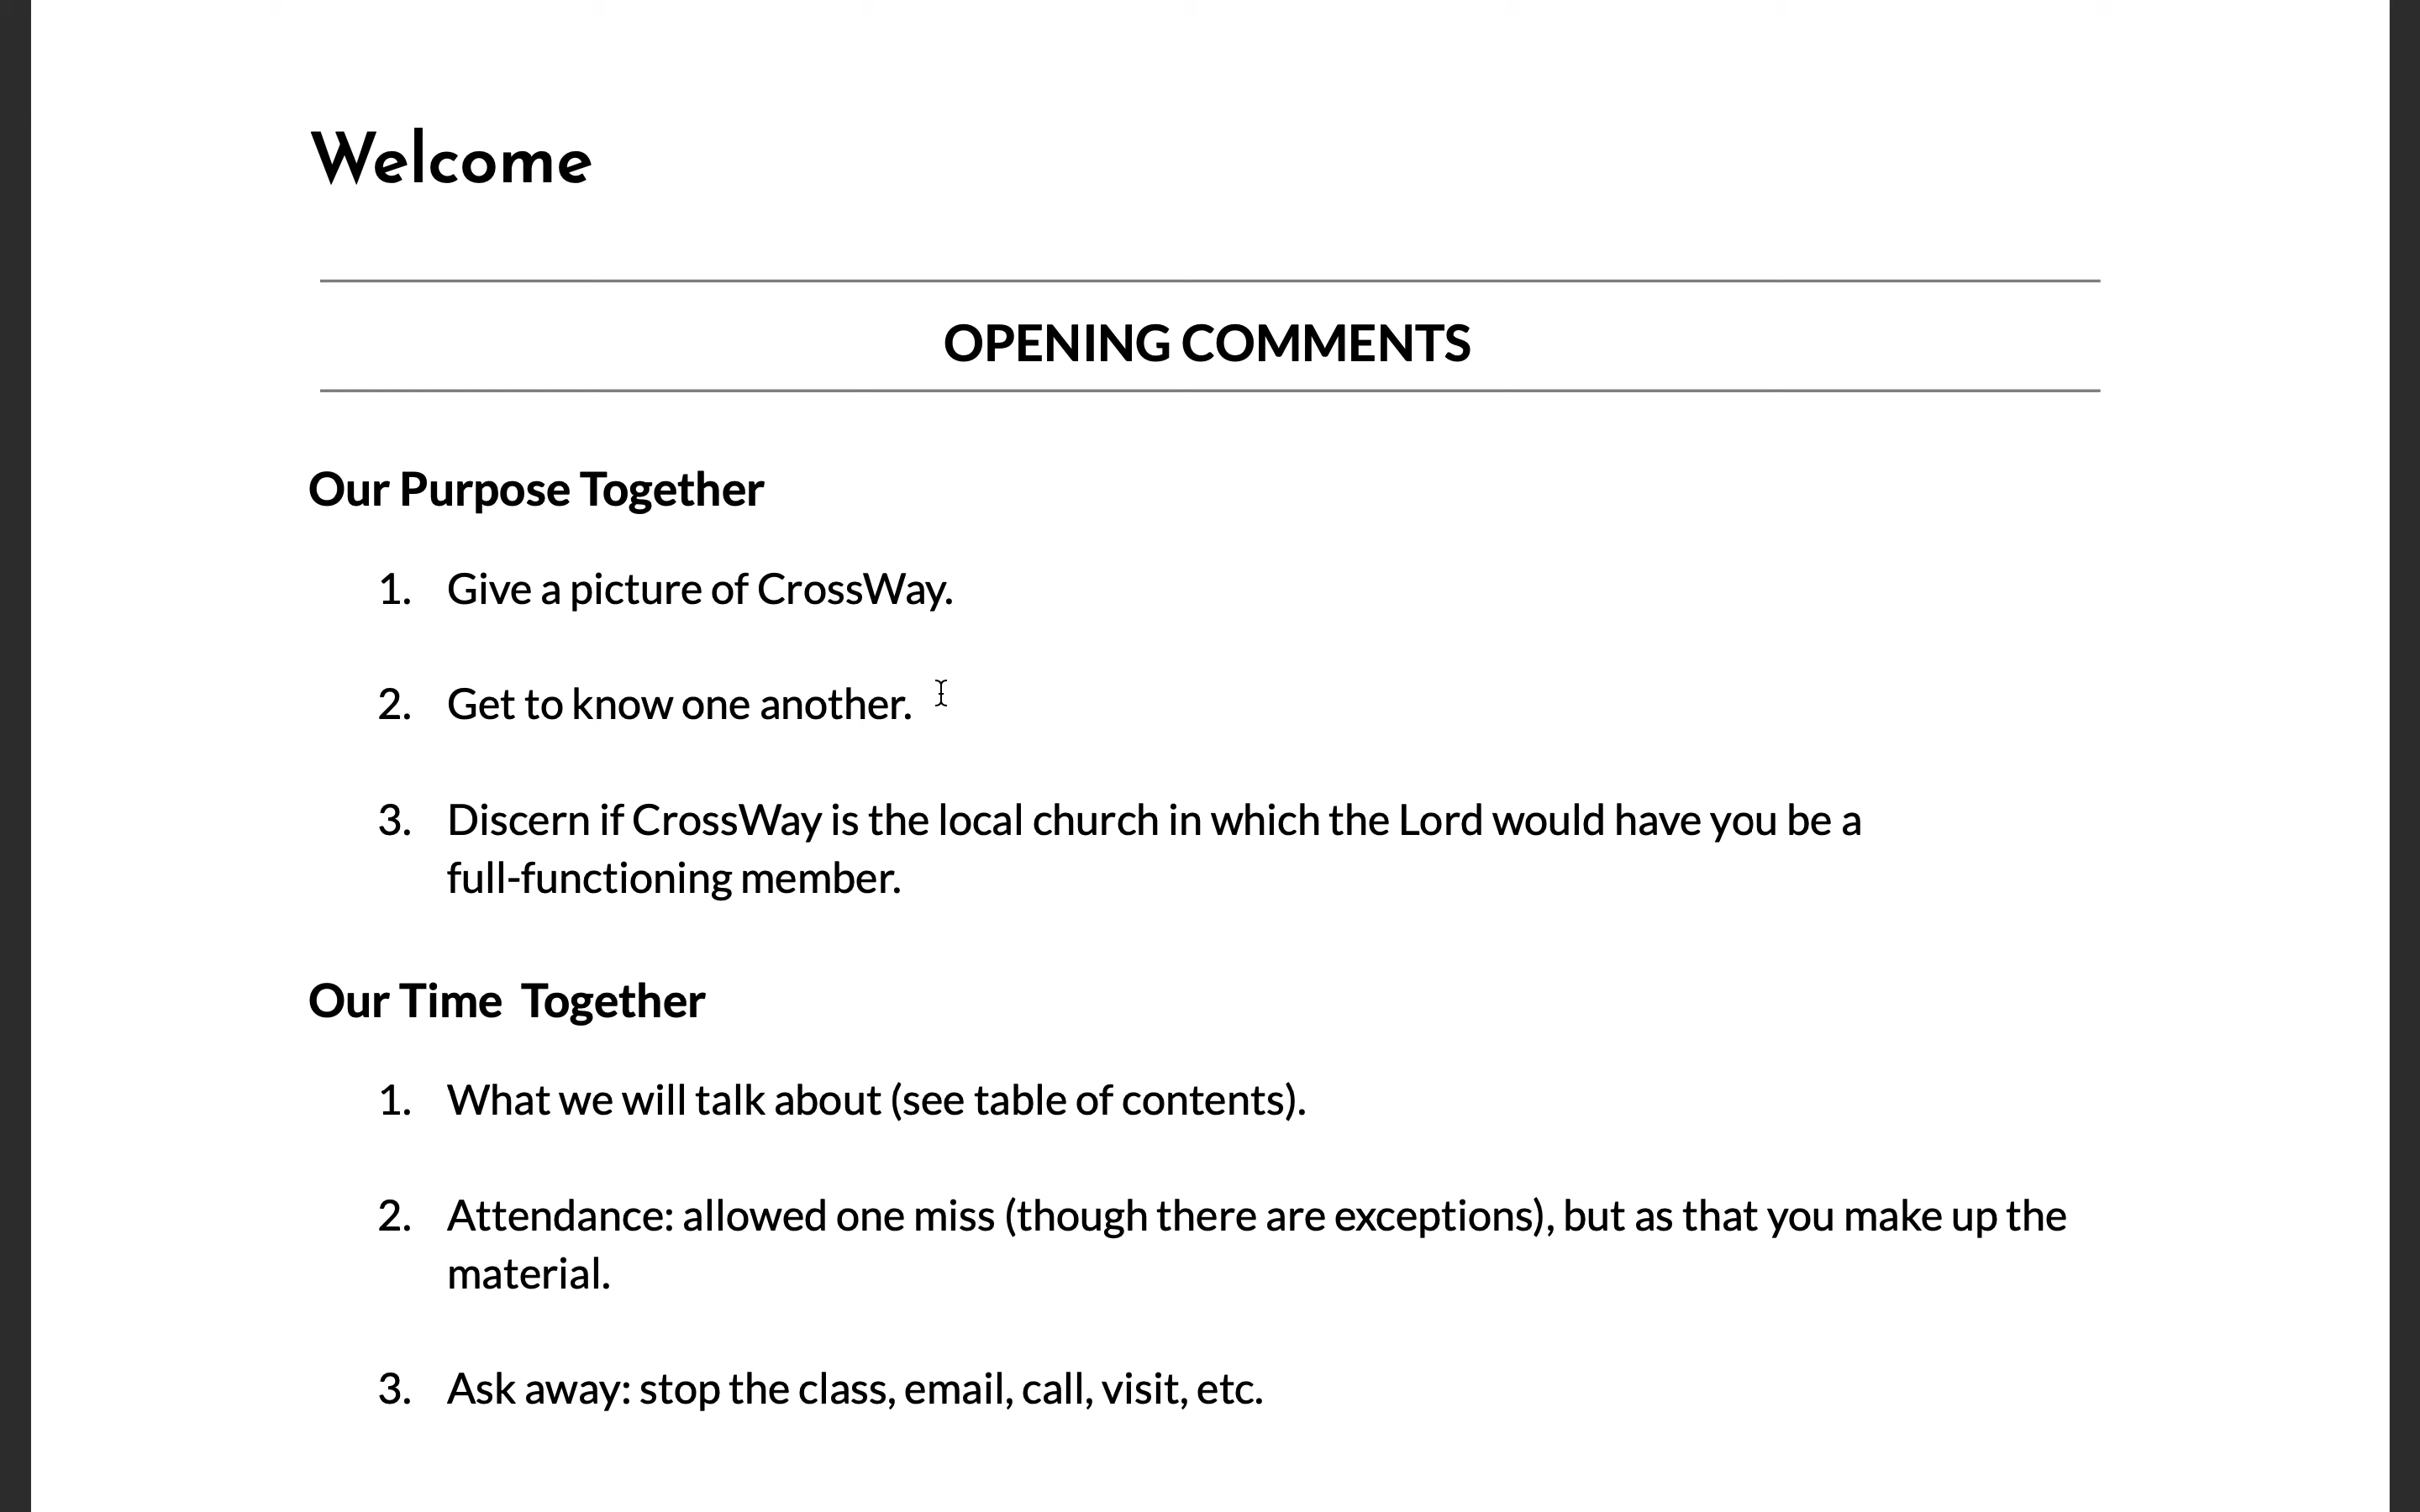 Welcome
OPENING COMMENTS
Our Purpose Together
1. Give a picture of CrossWay.
2. Get to know one another.
3. Discern if CrossWay is the local church in which the Lord would have you be a
full-functioning member.
Our Time  Together
1. What we will talk about (see table of contents).
2. Attendance: allowed one miss (though there are exceptions), but as that you make up the
material.
3. Ask away: stop the class, email, call, visit, etc.